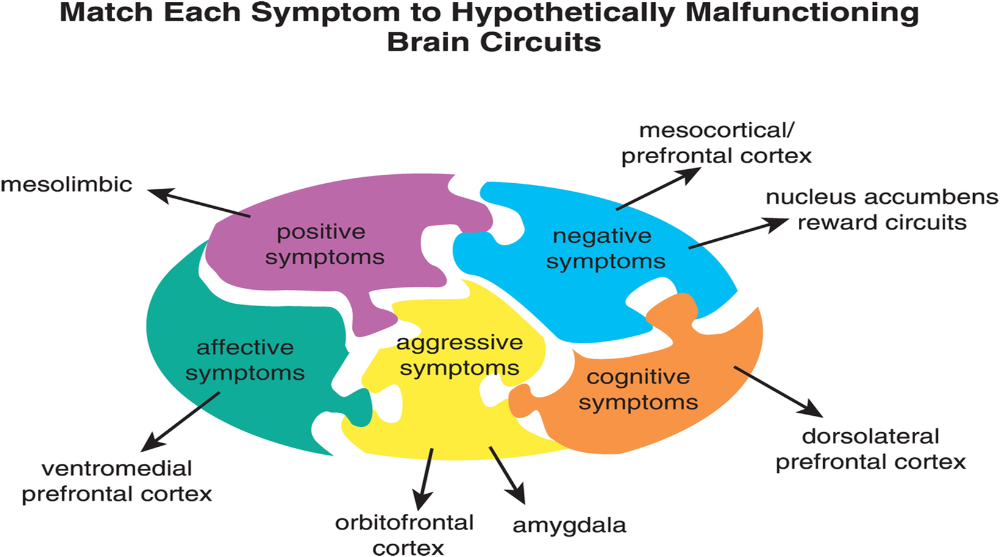 Match Each Symptom to Hypothetically Malfunctioning
Brain Circuits
mesocortical/
prefrontal cortex
mesolimbic
nucleus accumbens
reward circuits
positive
symptoms
negative
symptoms
affective
symptoms
aggressive
symptoms
cognitive
symptoms
dorsolateral
prefrontal cortex
ventromedial
prefrontal cortex
orbitofrontal
cortex
amygdala